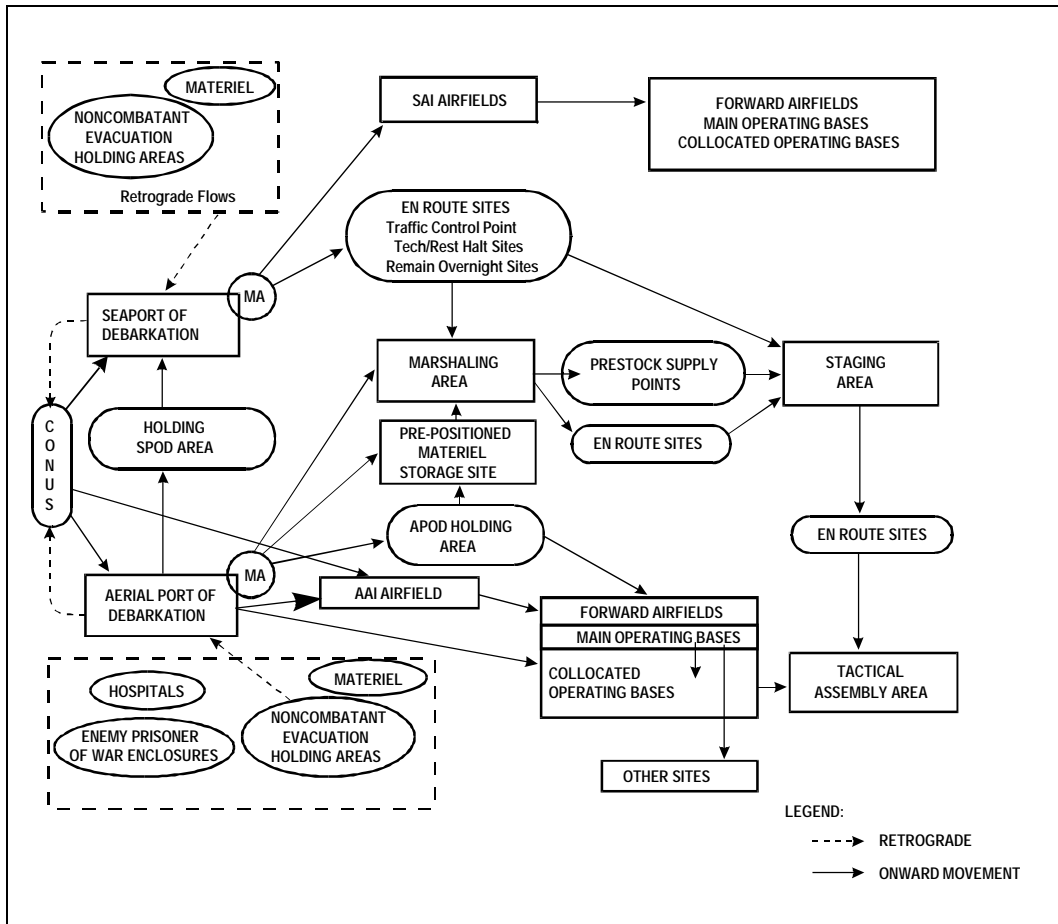 MATERIEL
NONCOMBATANT
EVACUATION
HOLDING AREAS
Retrograde Flows
SAI AIRFIELDS
FORWARD AIRFIELDS
MAIN OPERATING BASES
COLLOCATED OPERATING BASES
EN ROUTE SITES
Traffic Control Point
Tech/Rest Halt Sites
Remain Overnight Sites
MA
SEAPORT OF
DEBARKATION
MARSHALING
AREA
PRESTOCK SUPPLY
POINTS
STAGING
AREA
CONUS
HOLDING
SPOD AREA
PRE-POSITIONED
MATERIEL
STORAGE SITE
EN ROUTE SITES
APOD HOLDING
AREA
EN ROUTE SITES
MA
AERIAL PORT OF
DEBARKATION
AAI AIRFIELD
FORWARD AIRFIELDS
MAIN OPERATING BASES
COLLOCATED
OPERATING BASES
TACTICAL
ASSEMBLY AREA
HOSPITALS
MATERIEL
ENEMY PRISONER
OF WAR ENCLOSURES
NONCOMBATANT
EVACUATION
HOLDING AREAS
OTHER SITES
LEGEND:
RETROGRADE
ONWARD MOVEMENT